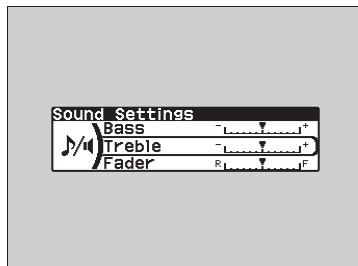 Sound Settings
Bass - +
Treble - +
Fader R F